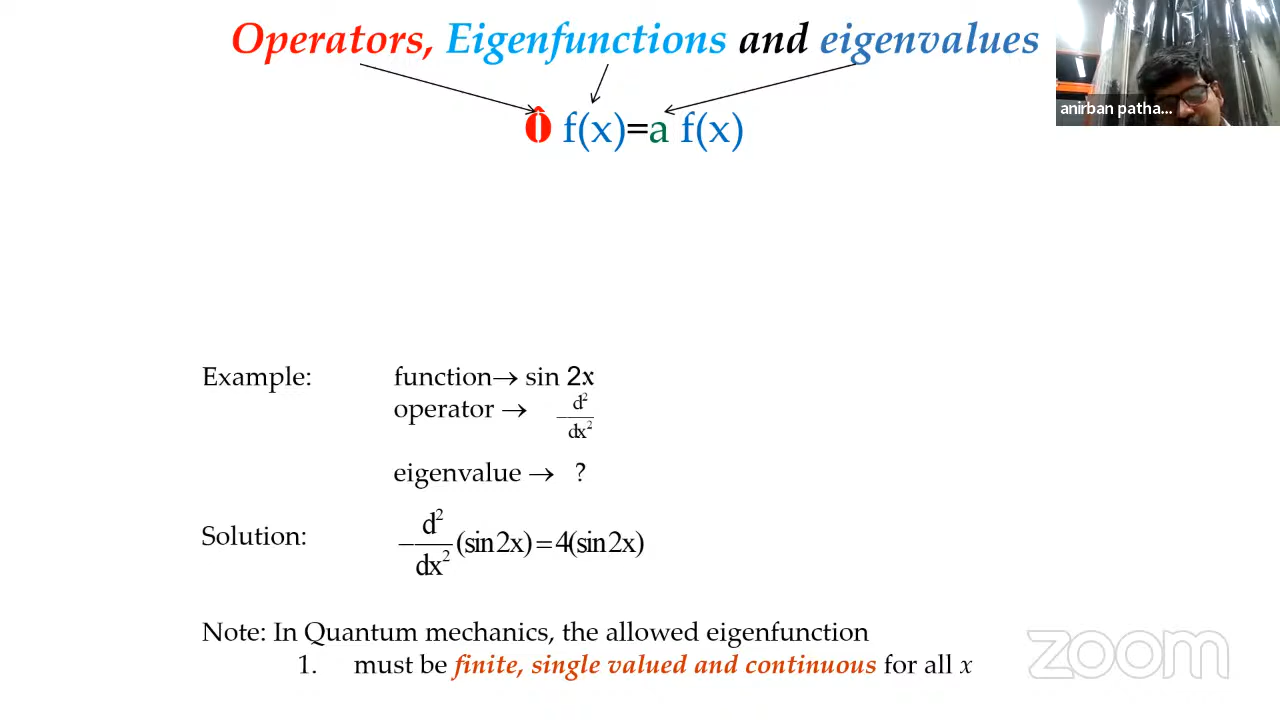 Operators, Eigenfunctions and eigenvalues
anirban patha...
Ô f(x)=a f(x)
Example: function→ sin 2x
operator → -d²/dx²
eigenvalue → ?
Solution: -d²/dx² (sin2x)=4(sin2x)
Note: In Quantum mechanics, the allowed eigenfunction
1. must be finite, single valued and continuous for all x
zoom